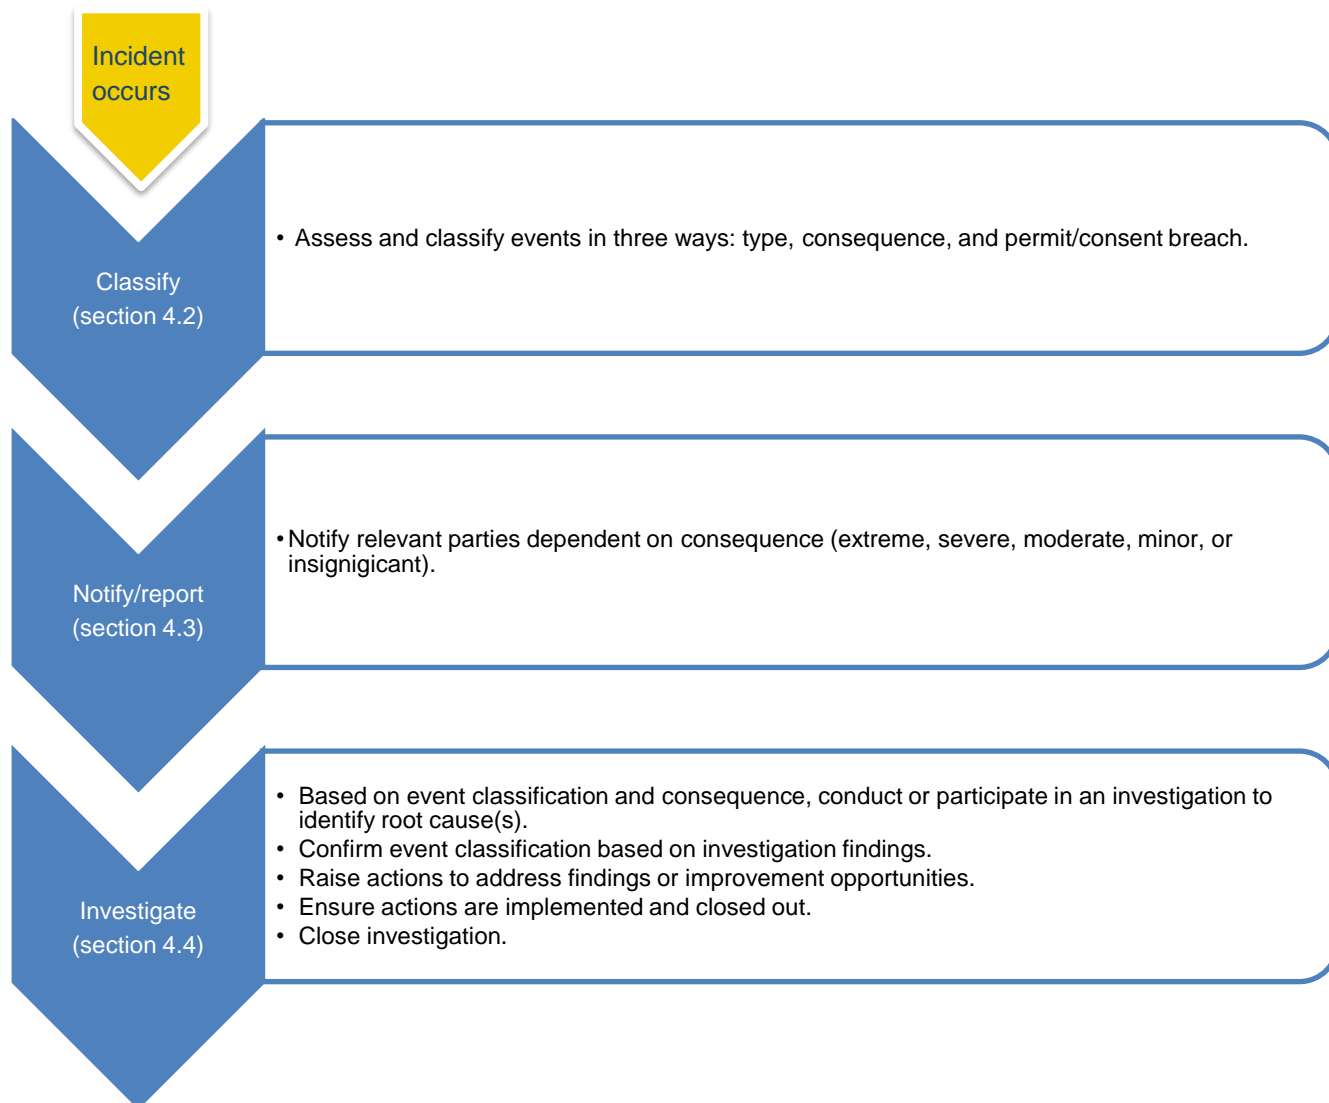 Incident
occurs
Classify
(section 4.2)
• Assess and classify events in three ways: type, consequence, and permit/consent breach.
Notify/report
(section 4.3)
• Notify relevant parties dependent on consequence (extreme, severe, moderate, minor, or
insignigicant).
Investigate
(section 4.4)
• Based on event classification and consequence, conduct or participate in an investigation to
identify root cause(s).
• Confirm event classification based on investigation findings.
• Raise actions to address findings or improvement opportunities.
• Ensure actions are implemented and closed out.
• Close investigation.